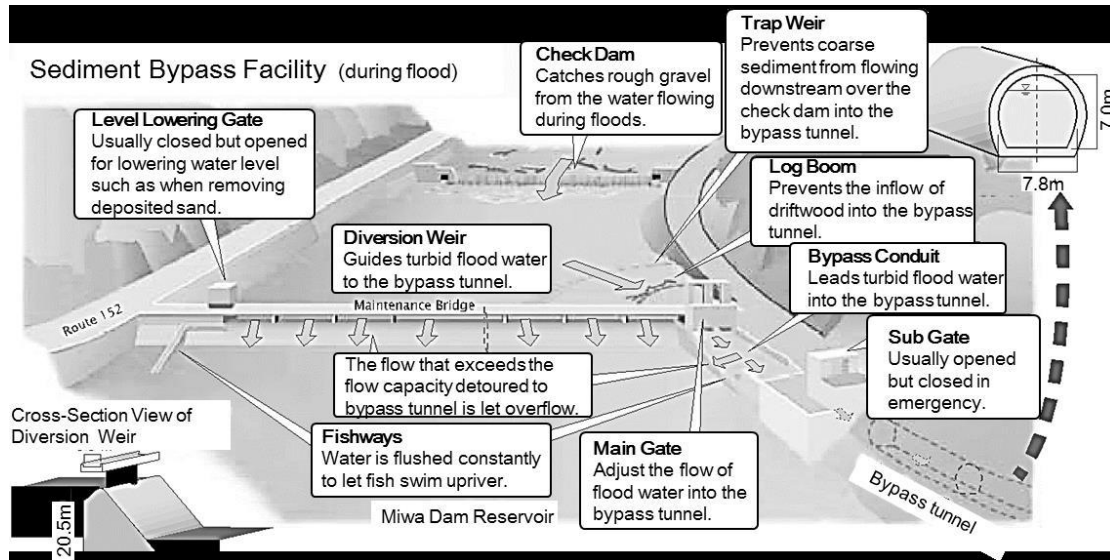 Sediment Bypass Facility (during flood)
Check Dam
Catches rough gravel
from the water flowing
during floods.
Trap Weir
Prevents coarse
sediment from flowing
downstream over the
check dam into the
bypass tunnel.
7.0m
7.8m
Level Lowering Gate
Usually closed but opened
for lowering water level
such as when removing
deposited sand.
Log Boom
Prevents the inflow of
driftwood into the bypass
tunnel.
Diversion Weir
Guides turbid flood water
to the bypass tunnel.
Bypass Conduit
Leads turbid flood water
into the bypass tunnel.
Route 152
Maintenance Bridge
Sub Gate
Usually opened
but closed in
emergency.
The flow that exceeds the
flow capacity detoured to
bypass tunnel is let overflow.
Cross-Section View of
Diversion Weir
20.5m
Fishways
Water is flushed constantly
to let fish swim upriver.
Main Gate
Adjust the flow of
flood water into the
bypass tunnel.
Bypass tunnel
Miwa Dam Reservoir